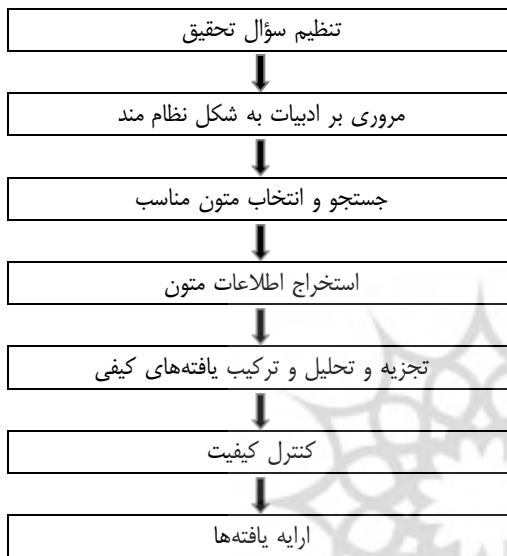 تنظیم سؤال تحقیق
مروری بر ادبیات به شکل نظام مند
جستجو و انتخاب متون مناسب
استخراج اطلاعات متون
تجزیه و تحلیل و ترکیب یافته‌های کیفی
کنترل کیفیت
ارایه یافته‌ها